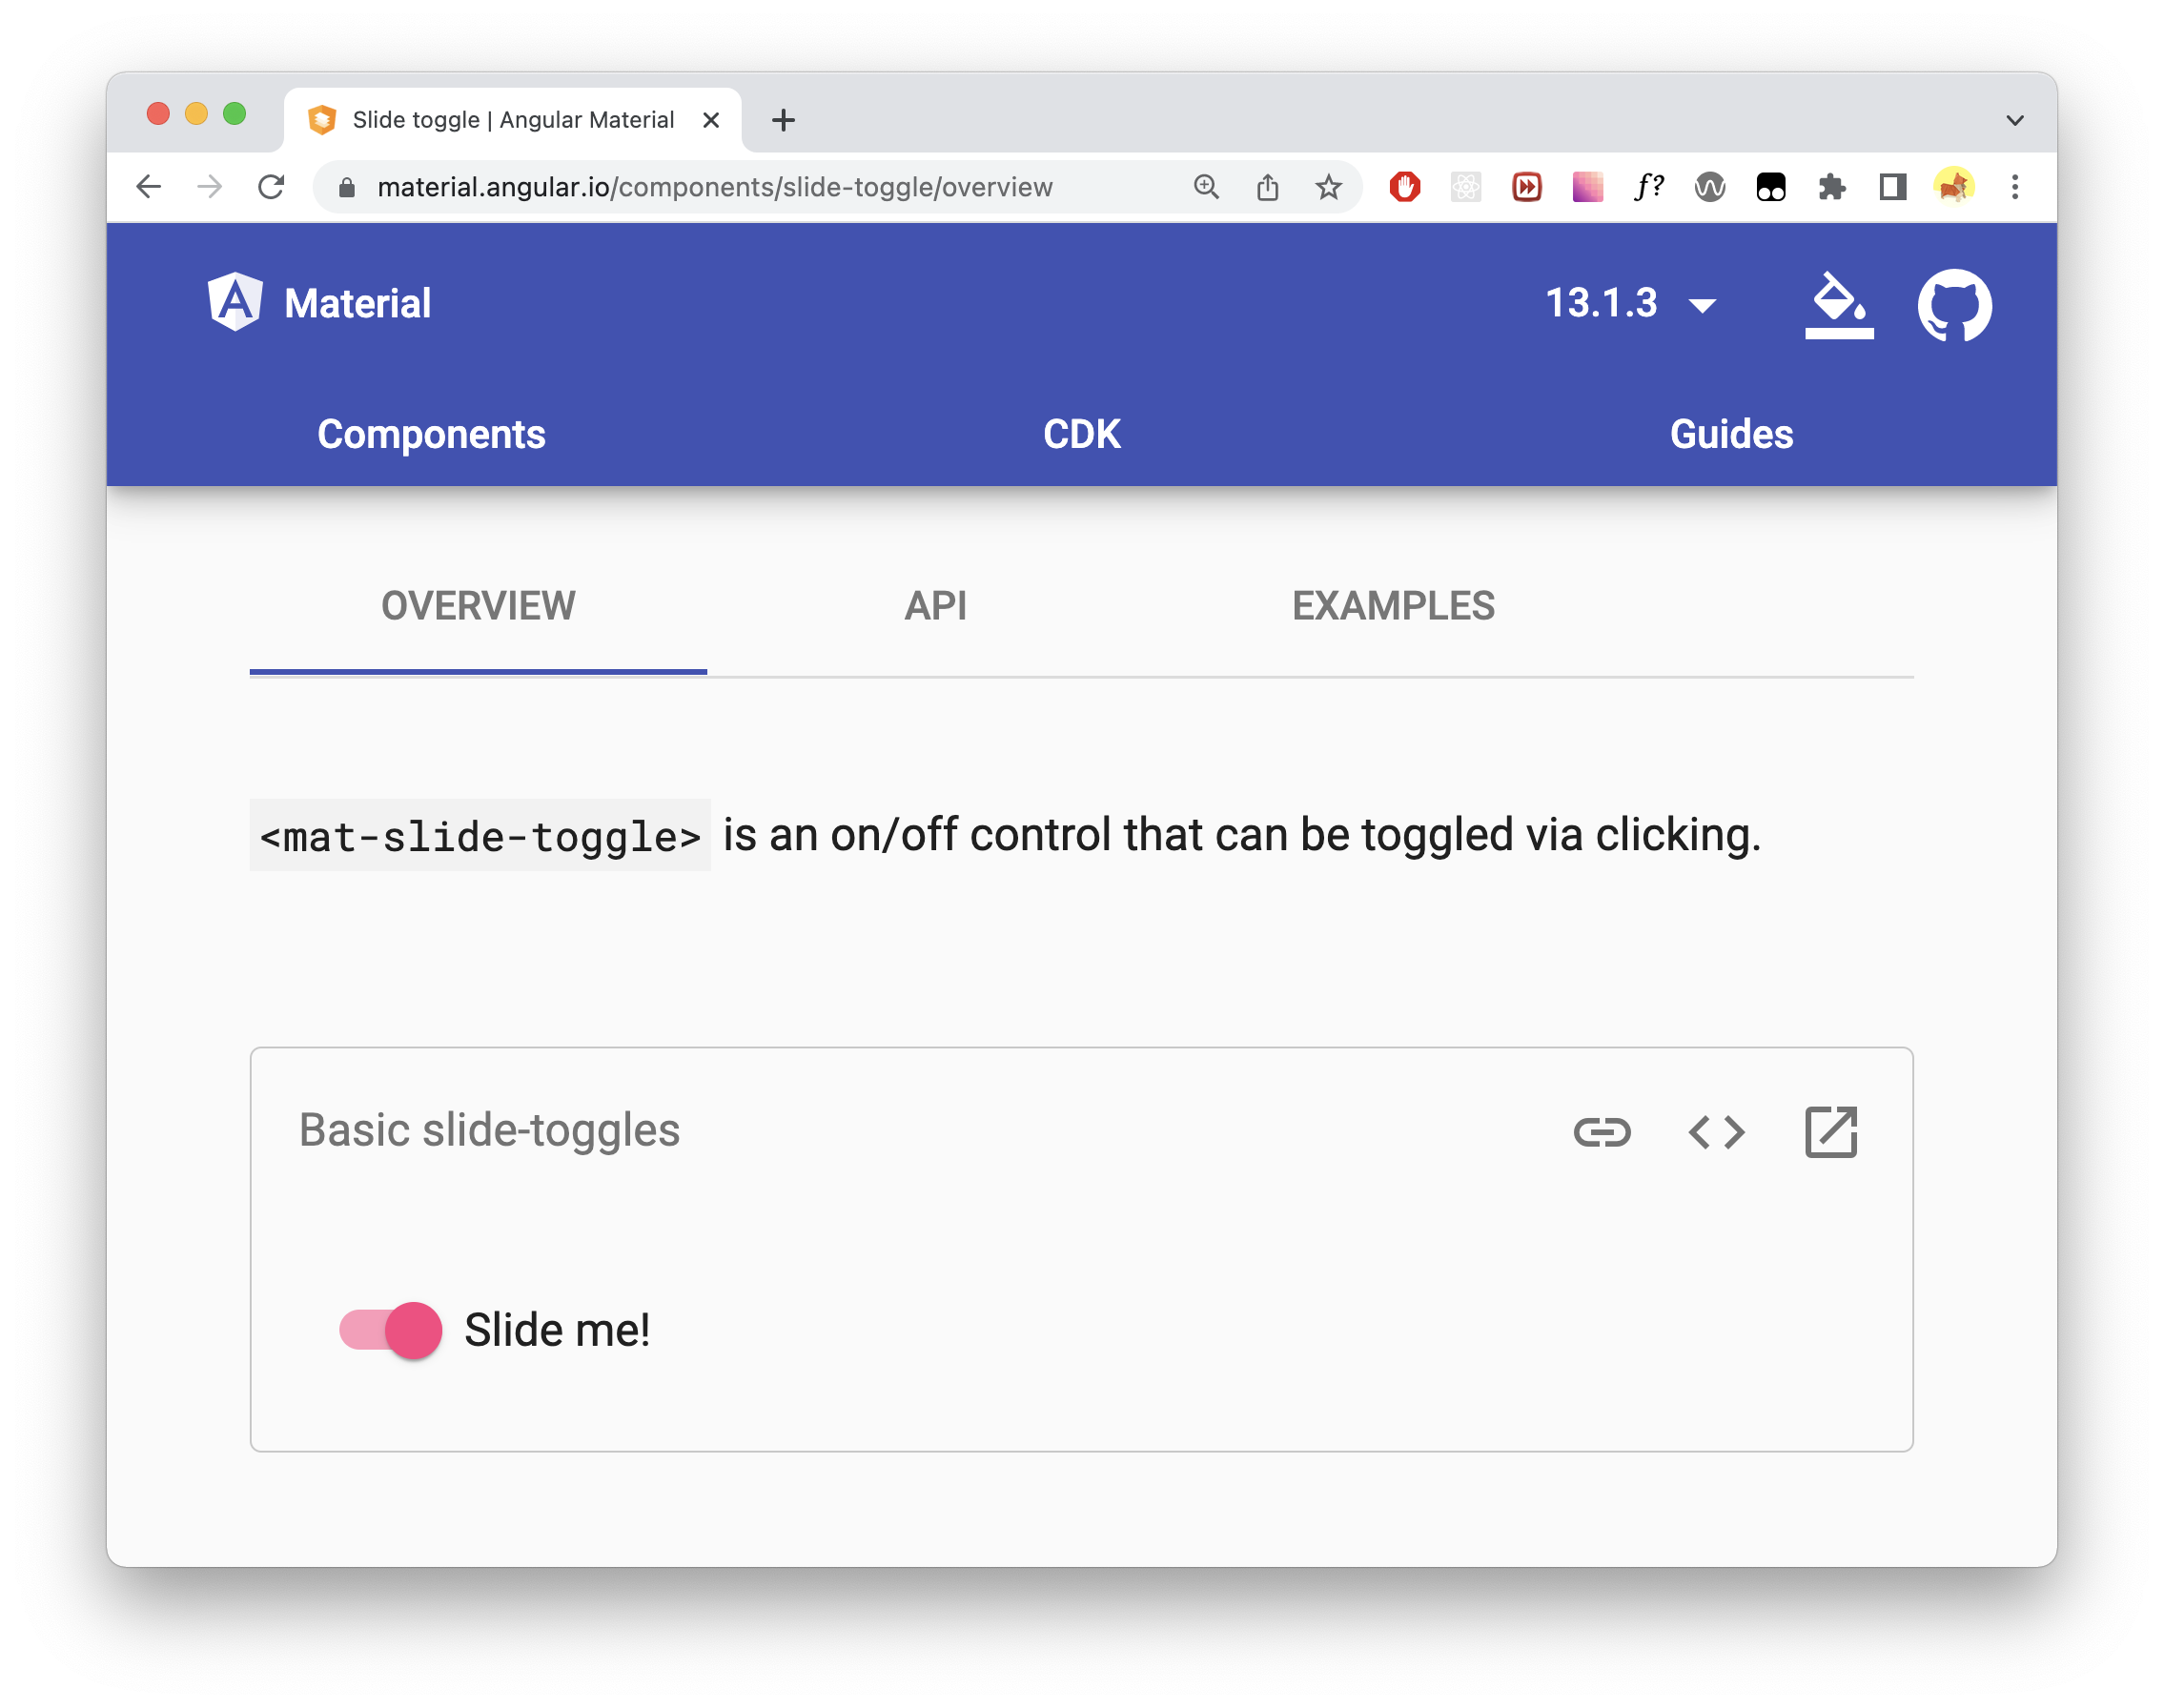 Slide toggle | Angular Material
material.angular.io/components/slide-toggle/overview
f?
Material
13.1.3
Components CDK Guides
OVERVIEW API EXAMPLES
<mat-slide-toggle> is an on/off control that can be toggled via clicking.
Basic slide-toggles
Slide me!